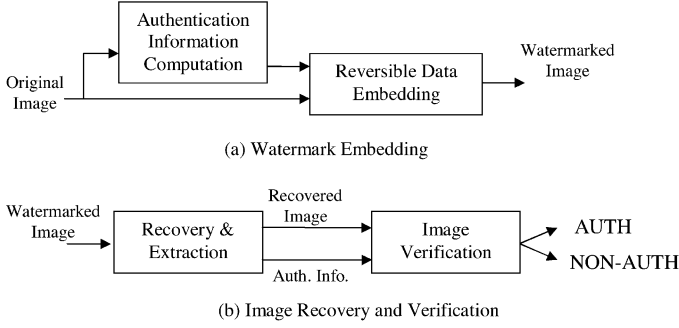 Authentication
Information
Computation
Original
Image
Reversible Data
Embedding
Watermarked
Image
(a) Watermark Embedding
Watermarked
Image
Recovery &
Extraction
Recovered
Image
Auth. Info.
Image
Verification
AUTH
NON-AUTH
(b) Image Recovery and Verification